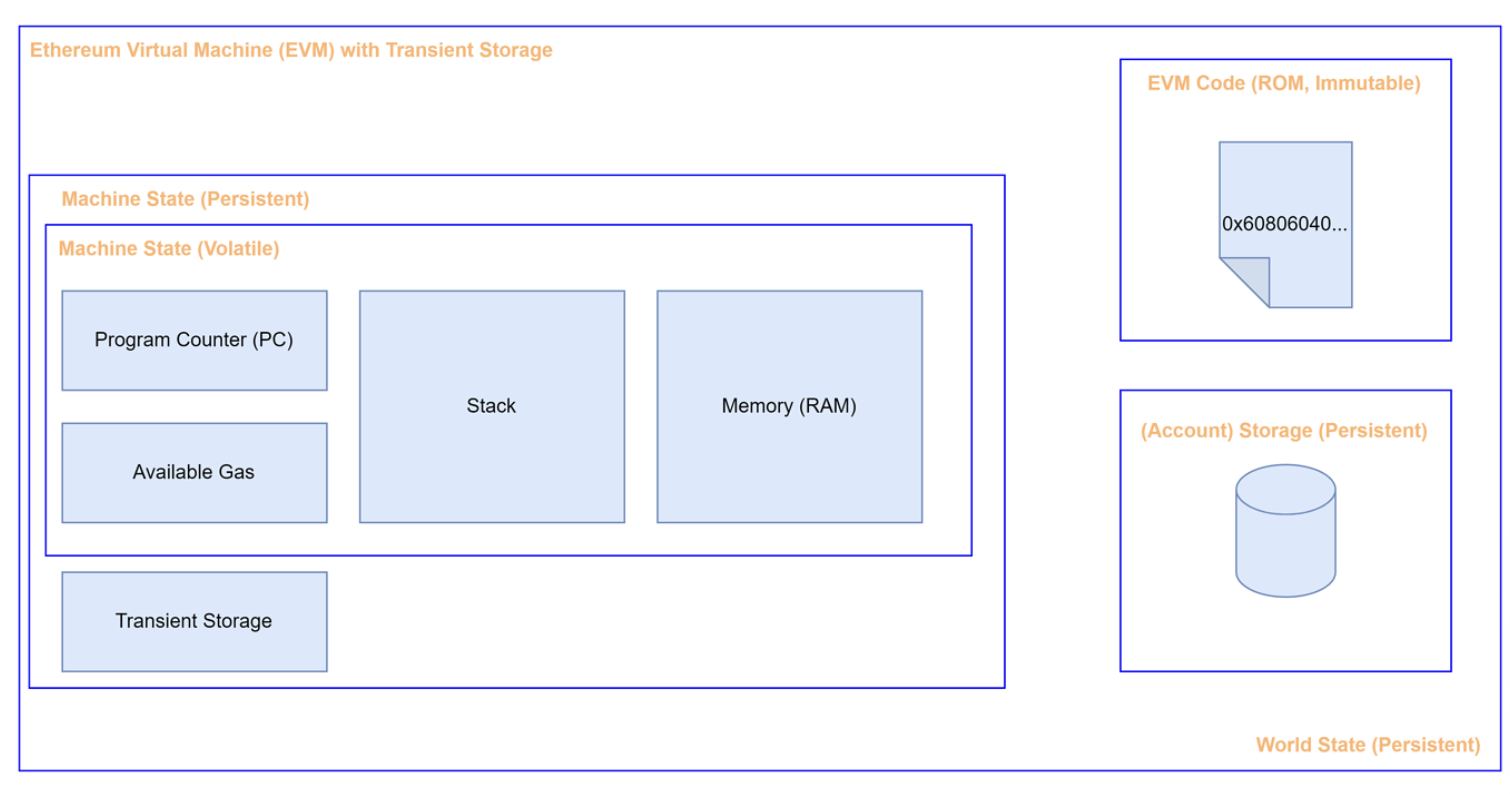 Ethereum Virtual Machine (EVM) with Transient Storage
EVM Code (ROM, Immutable)
0x60806040...
Machine State (Persistent)
Machine State (Volatile)
Program Counter (PC)
Stack
Memory (RAM)
Available Gas
Transient Storage
(Account) Storage (Persistent)
World State (Persistent)